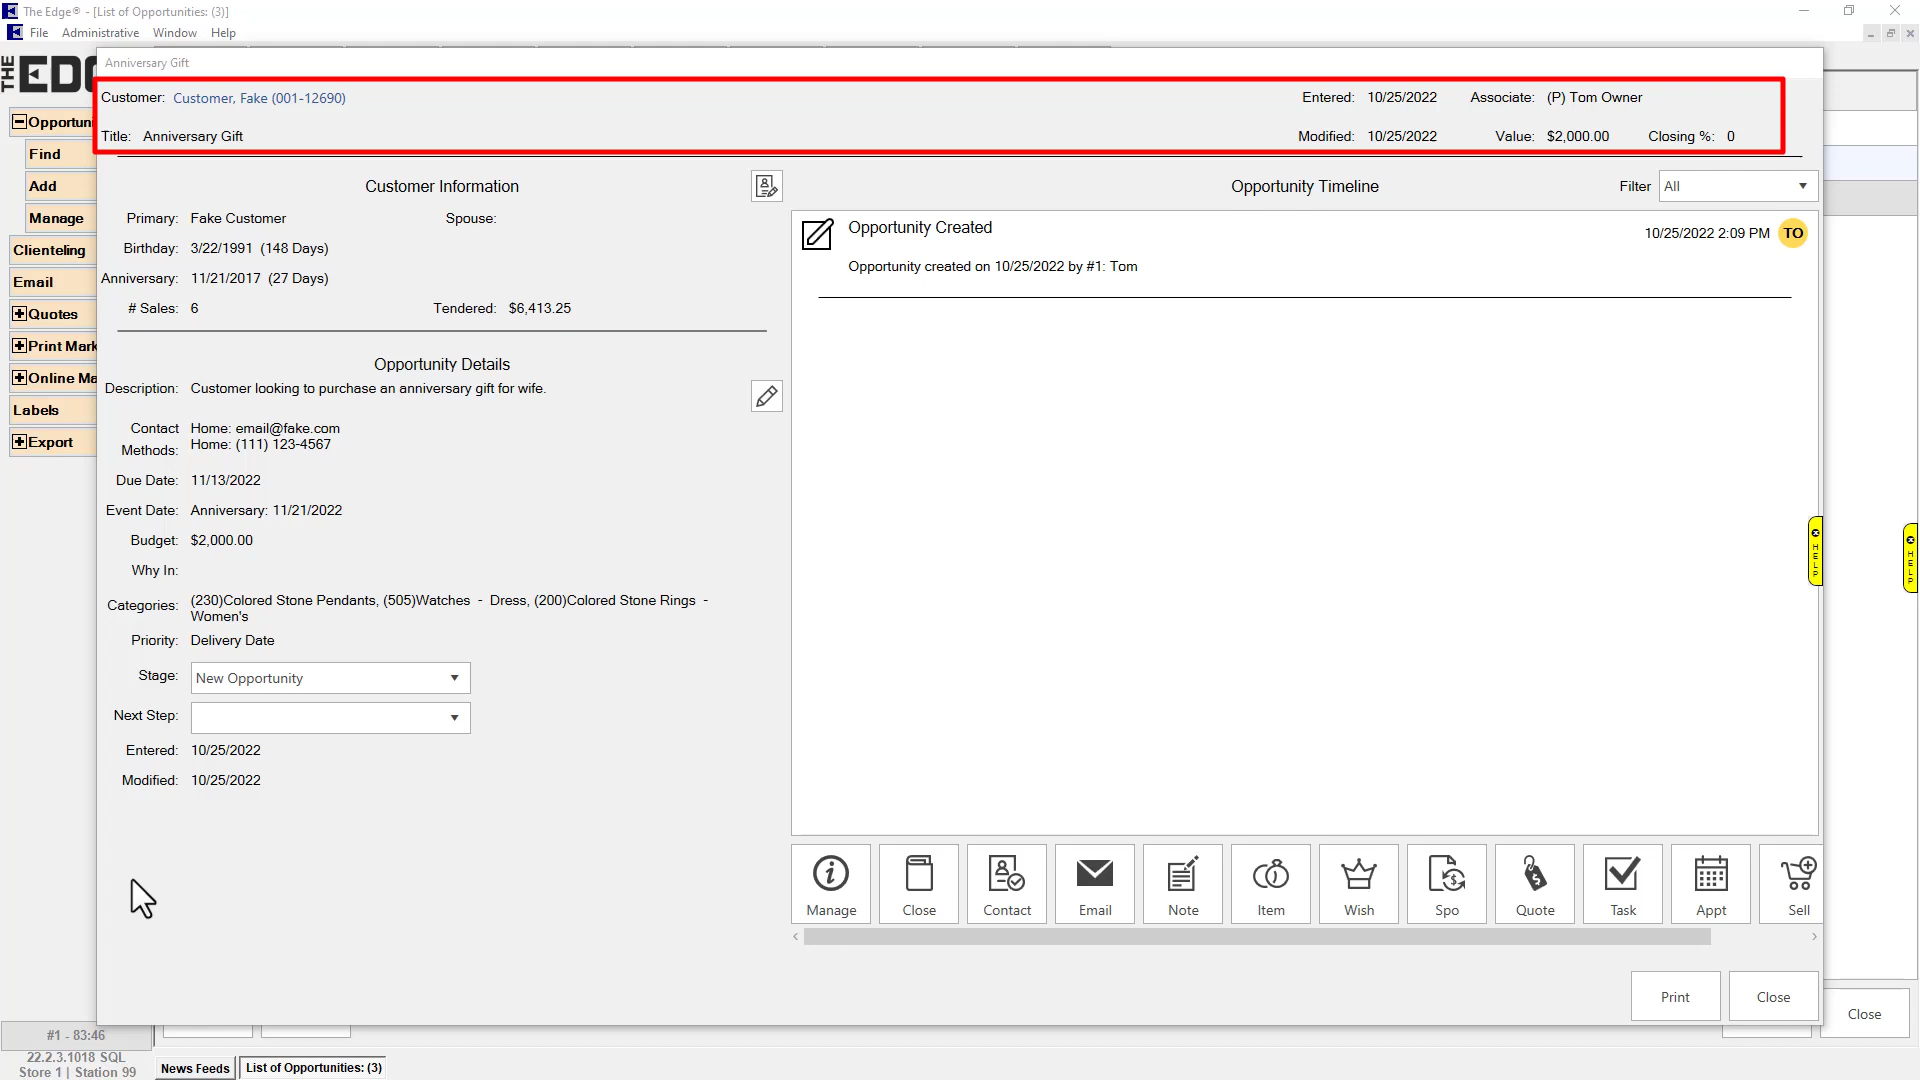 The Edge® - [List of Opportunities: (3)]
File Administrative Window Help
THE EDG
Anniversary Gift
Customer: Customer, Fake (001-12690) Entered: 10/25/2022 Associate: (P) Tom Owner
Title: Anniversary Gift Modified: 10/25/2022 Value: $2,000.00 Closing %: 0
Opportuni
Find
Add
Manage
Clienteling
Email
Quotes
Print Mark
Online Ma
Labels
Export
Customer Information
Primary: Fake Customer Spouse:
Birthday: 3/22/1991 (148 Days)
Anniversary: 11/21/2017 (27 Days)
# Sales: 6 Tendered: $6,413.25
Opportunity Details
Description: Customer looking to purchase an anniversary gift for wife.
Contact Methods: Home: email@fake.com
Home: (111) 123-4567
Due Date: 11/13/2022
Event Date: Anniversary: 11/21/2022
Budget: $2,000.00
Why In:
Categories: (230)Colored Stone Pendants, (505)Watches - Dress, (200)Colored Stone Rings -
Women's
Priority: Delivery Date
Stage: New Opportunity
Next Step:
Entered: 10/25/2022
Modified: 10/25/2022
Opportunity Timeline Filter All
Opportunity Created 10/25/2022 2:09 PM TO
Opportunity created on 10/25/2022 by #1: Tom
HELP
HELP
Manage Close Contact Email Note Item Wish Spo Quote Task Appt Sell
Print Close
Close
#1 - 83:46
22.2.3.1018 SQL
Store 1 | Station 99
News Feeds List of Opportunities: (3)